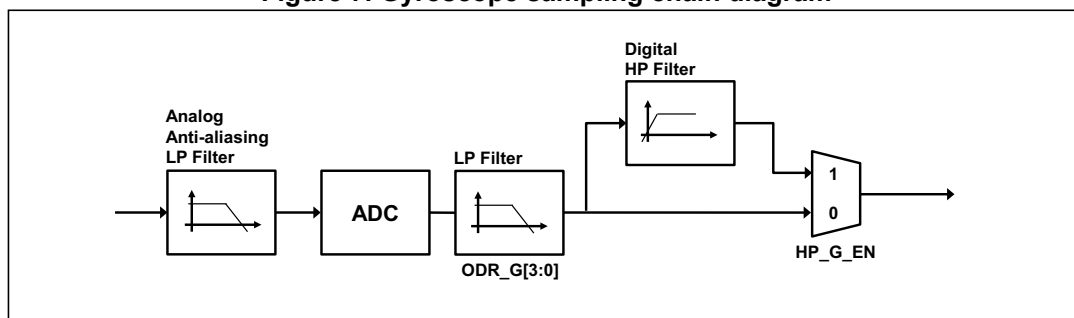 Figure 7. Gyroscope sampling chain diagram
Digital
HP Filter
Analog
Anti-aliasing
LP Filter
LP Filter
ADC
1
0
ODR_G[3:0]
HP_G_EN